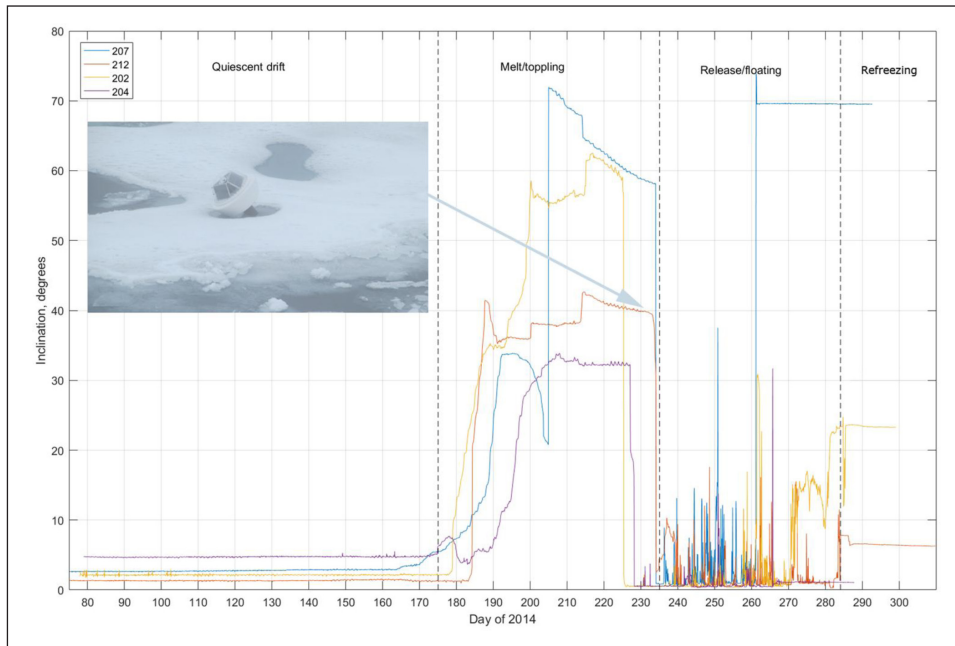 80
70
60
50
40
30
20
10
0
Inclination, degrees
207
212
202
204
Quiescent drift
Melt/toppling
Release/floating
Refreezing
80 90 100 110 120 130 140 150 160 170 180 190 200 210 220 230 240 250 260 270 280 290 300
Day of 2014